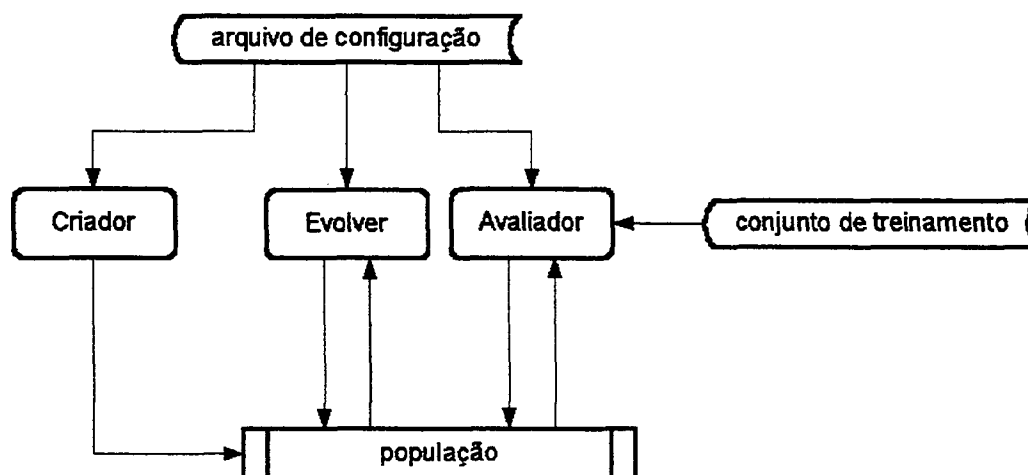 arquivo de configuração
Criador
Evolver
Avaliador
conjunto de treinamento
população